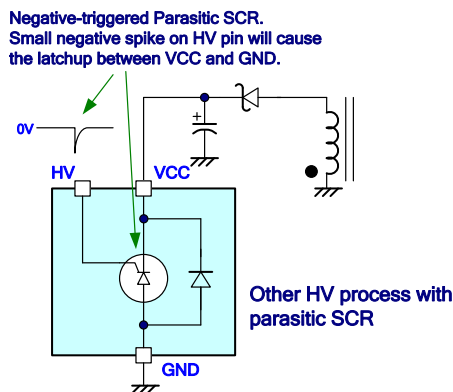 Negative-triggered Parasitic SCR.
Small negative spike on HV pin will cause
the latchup between VCC and GND.
0V
+
HV
VCC
Other HV process with
parasitic SCR
GND